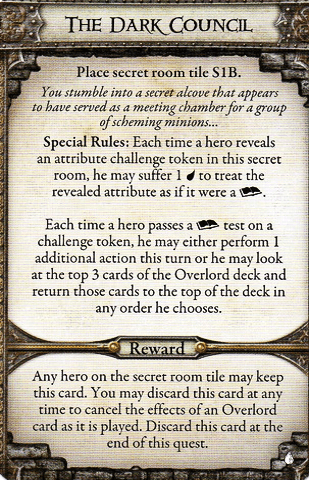 The Dark Council
Place secret room tile S1B.
You stumble into a secret alcove that appears
to have served as a meeting chamber for a group
of scheming minions...
Special Rules: Each time a hero reveals
an attribute challenge token in this secret
room, he may suffer 1 to treat the
revealed attribute as if it were a .
Each time a hero passes a test on a
challenge token, he may either perform 1
additional action this turn or he may look
at the top 3 cards of the Overlord deck and
return those cards to the top of the deck in
any order he chooses.
Reward
Any hero on the secret room tile may keep
this card. You may discard this card at any
time to cancel the effects of an Overlord
card as it is played. Discard this card at the
end of this quest.